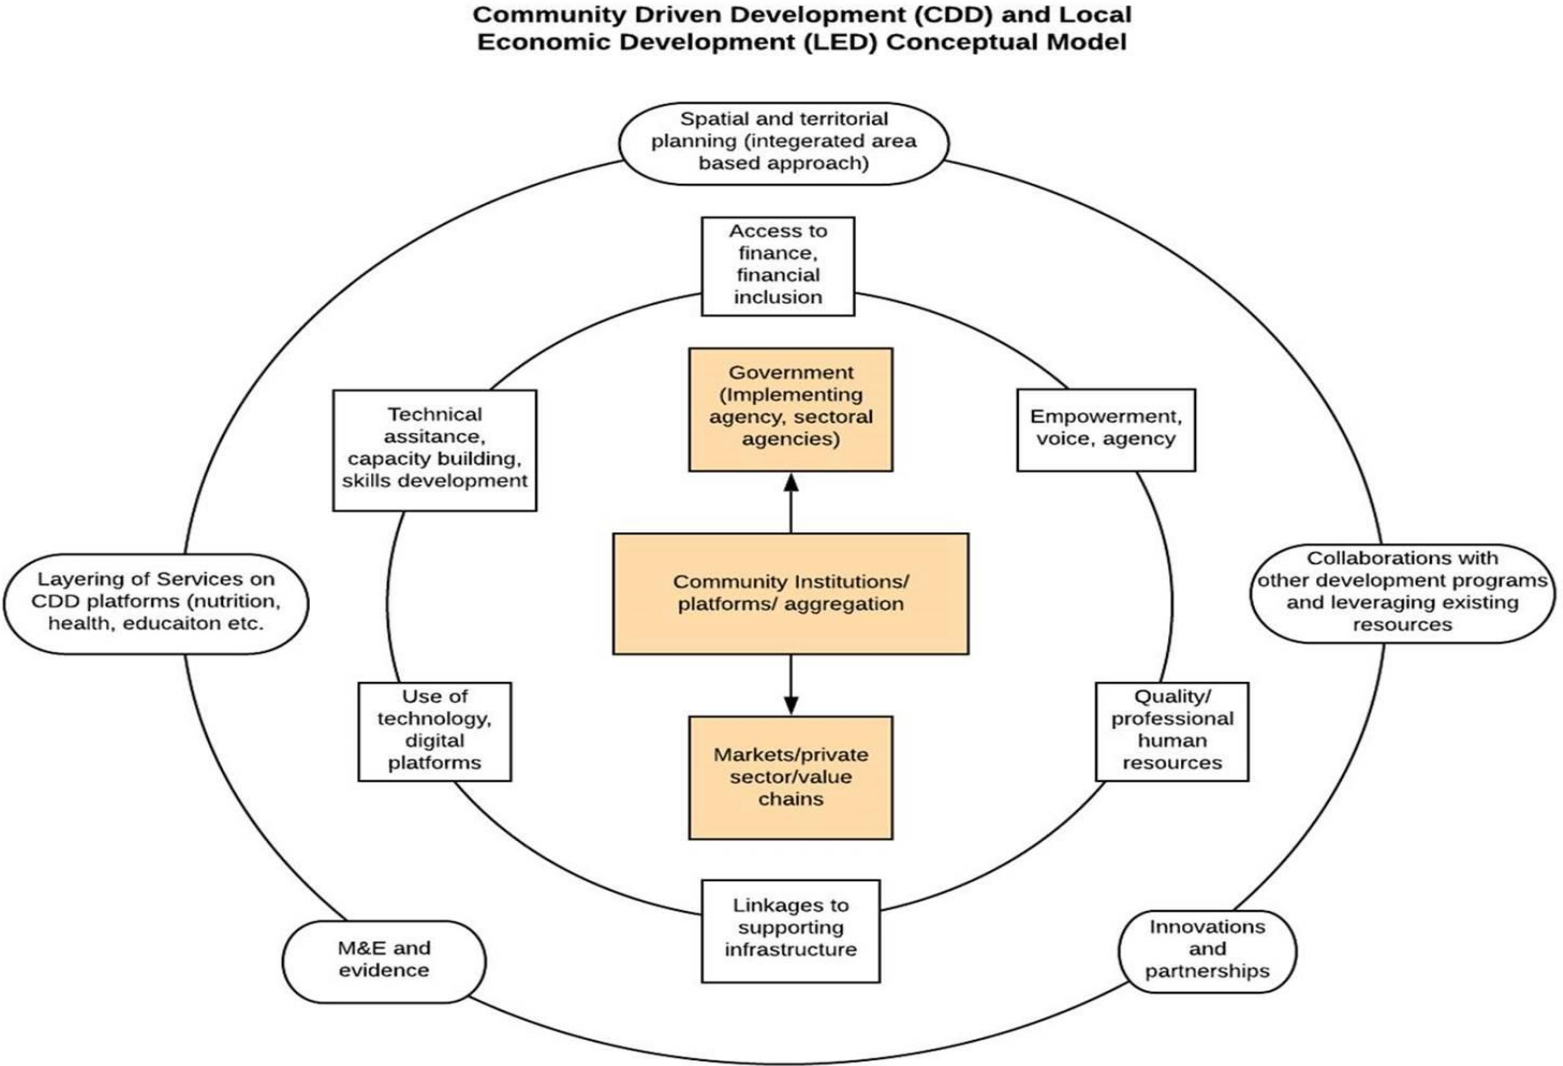 Community Driven Development (CDD) and Local
Economic Development (LED) Conceptual Model
Spatial and territorial
planning (integerated area
based approach)
Access to
finance,
financial
inclusion
Government
(Implementing
agency, sectoral
agencies)
Technical
assitance,
capacity building,
skills development
Empowerment,
voice, agency
Layering of Services on
CDD platforms (nutrition,
health, educaiton etc.
Community Institutions/
platforms/ aggregation
Collaborations with
other development programs
and leveraging existing
resources
Use of
technology,
digital
platforms
Markets/private
sector/value
chains
Quality/
professional
human
resources
Linkages to
supporting
infrastructure
M&E and
evidence
Innovations
and
partnerships